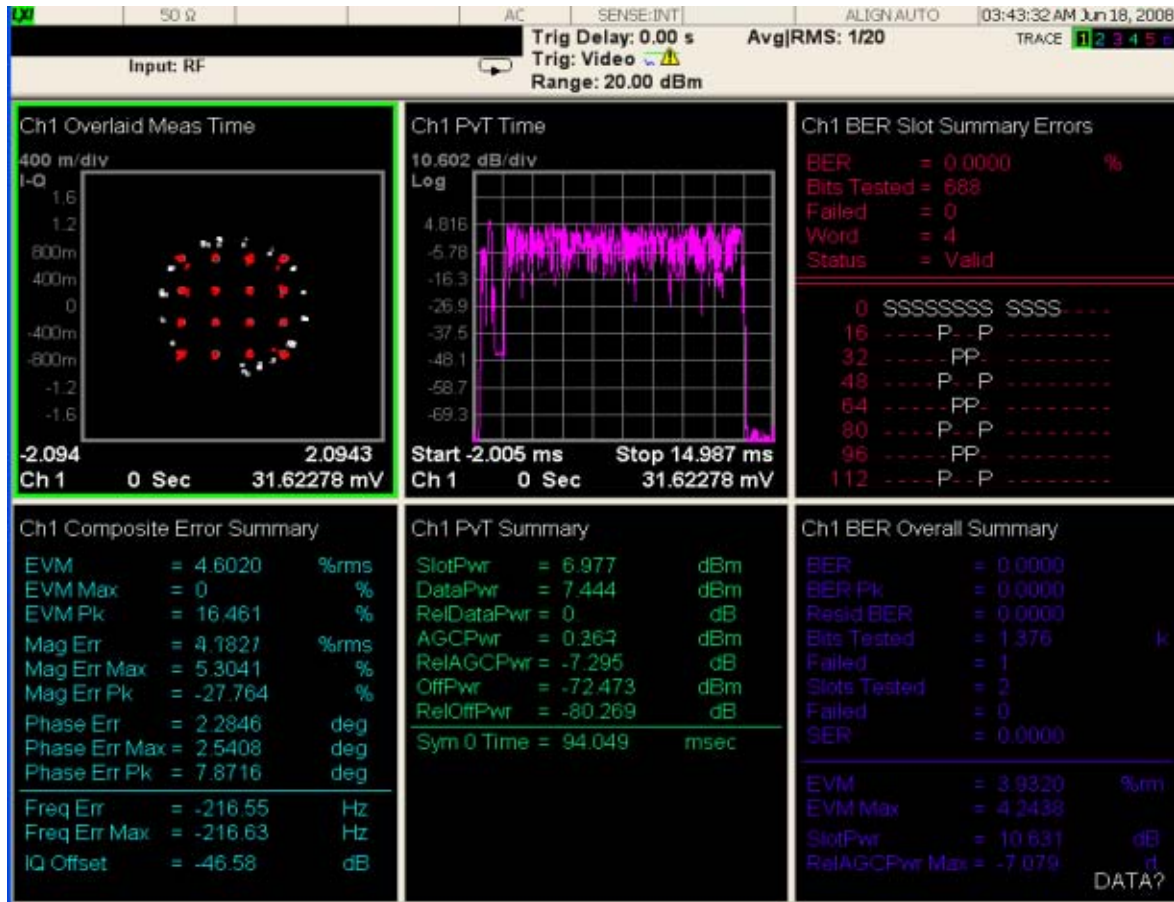 LXI 50 Ω AC SENSE:INT ALIGN AUTO 03:43:32 AM Jun 18, 2008
Input: RF
Trig Delay: 0.00 s Avg|RMS: 1/20 TRACE 1 2 3 4 5 6
Trig: Video
Range: 20.00 dBm
Ch1 Overlaid Meas Time
400 m/div
I-Q
1.6
1.2
800m
400m
0
-400m
-800m
-1.2
-1.6
-2.094 2.0943
Ch 1 0 Sec 31.62278 mV
Ch1 PvT Time
10.602 dB/div
Log
4.816
-5.78
-16.3
-26.9
-37.5
-48.1
-58.7
-69.3
Start -2.005 ms Stop 14.987 ms
Ch 1 0 Sec 31.62278 mV
Ch1 BER Slot Summary Errors
BER = 0.0000 %
Bits Tested = 688
Failed = 0
Word = 4
Status = Valid
0 SSSSSSSS SSSS----
16 ----P--P --------
32 -----PP- --------
48 ----P--P --------
64 -----PP- --------
80 ----P--P --------
96 -----PP- --------
112 ----P--P --------
Ch1 Composite Error Summary
EVM = 4.6020 %rms
EVM Max = 0 %
EVM Pk = 16.461 %
Mag Err = 4.1827 %rms
Mag Err Max = 5.3041 %
Mag Err Pk = -27.764 %
Phase Err = 2.2846 deg
Phase Err Max = 2.5408 deg
Phase Err Pk = 7.8716 deg
Freq Err = -216.55 Hz
Freq Err Max = -216.63 Hz
IQ Offset = -46.58 dB
Ch1 PvT Summary
SlotPwr = 6.977 dBm
DataPwr = 7.444 dBm
RelDataPwr = 0 dB
AGCPwr = dBm
RelAGCPwr = -7.295 dB
OffPwr = -72.473 dBm
RelOffPwr = -80.269 dB
Sym 0 Time = 94.049 msec
Ch1 BER Overall Summary
BER = 0.0000
BER Pk = 0.0000
Resid BER = 0.0000
Bits Tested = 1.376 k
Failed = 1
Slots Tested = 2
Failed = 0
SER = 0.0000
EVM = 3.9320 %rm
EVM Max = 4.2438
SlotPwr = 10.631 dB
RelAGCPwr Max = -7.079 d
DATA?